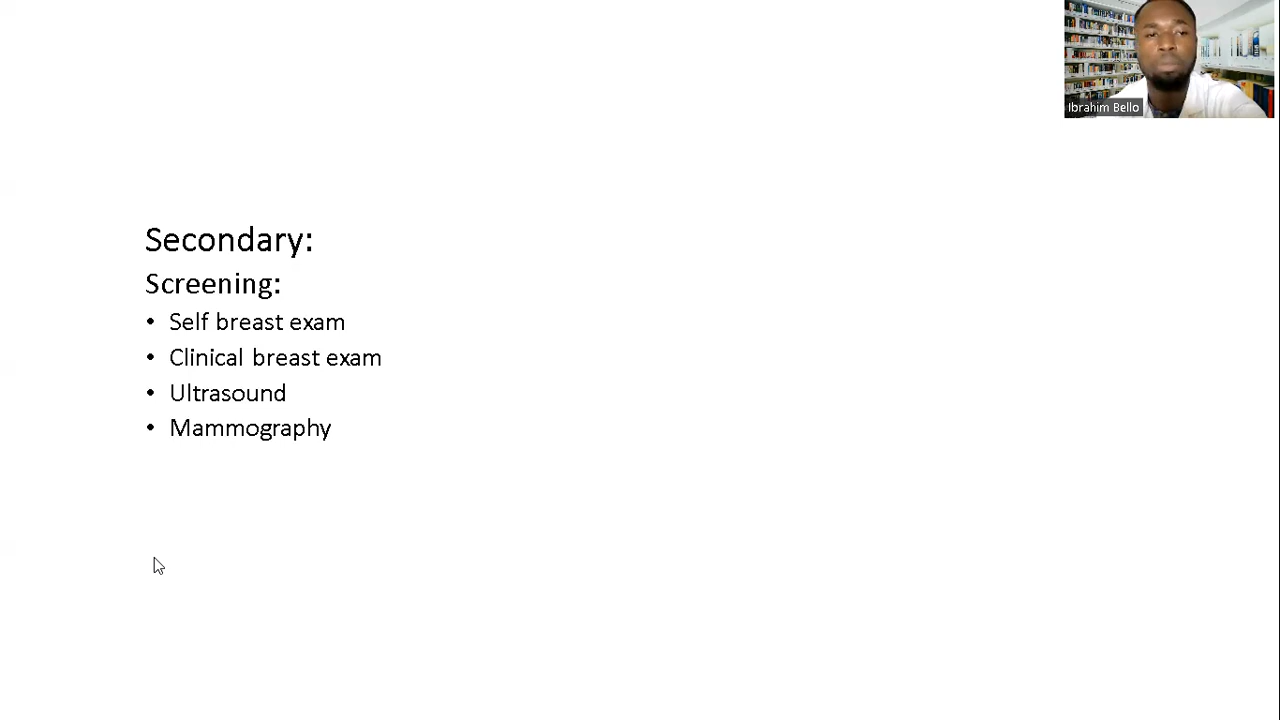 Ibrahim Bello
Secondary:
Screening:
• Self breast exam
• Clinical breast exam
• Ultrasound
• Mammography